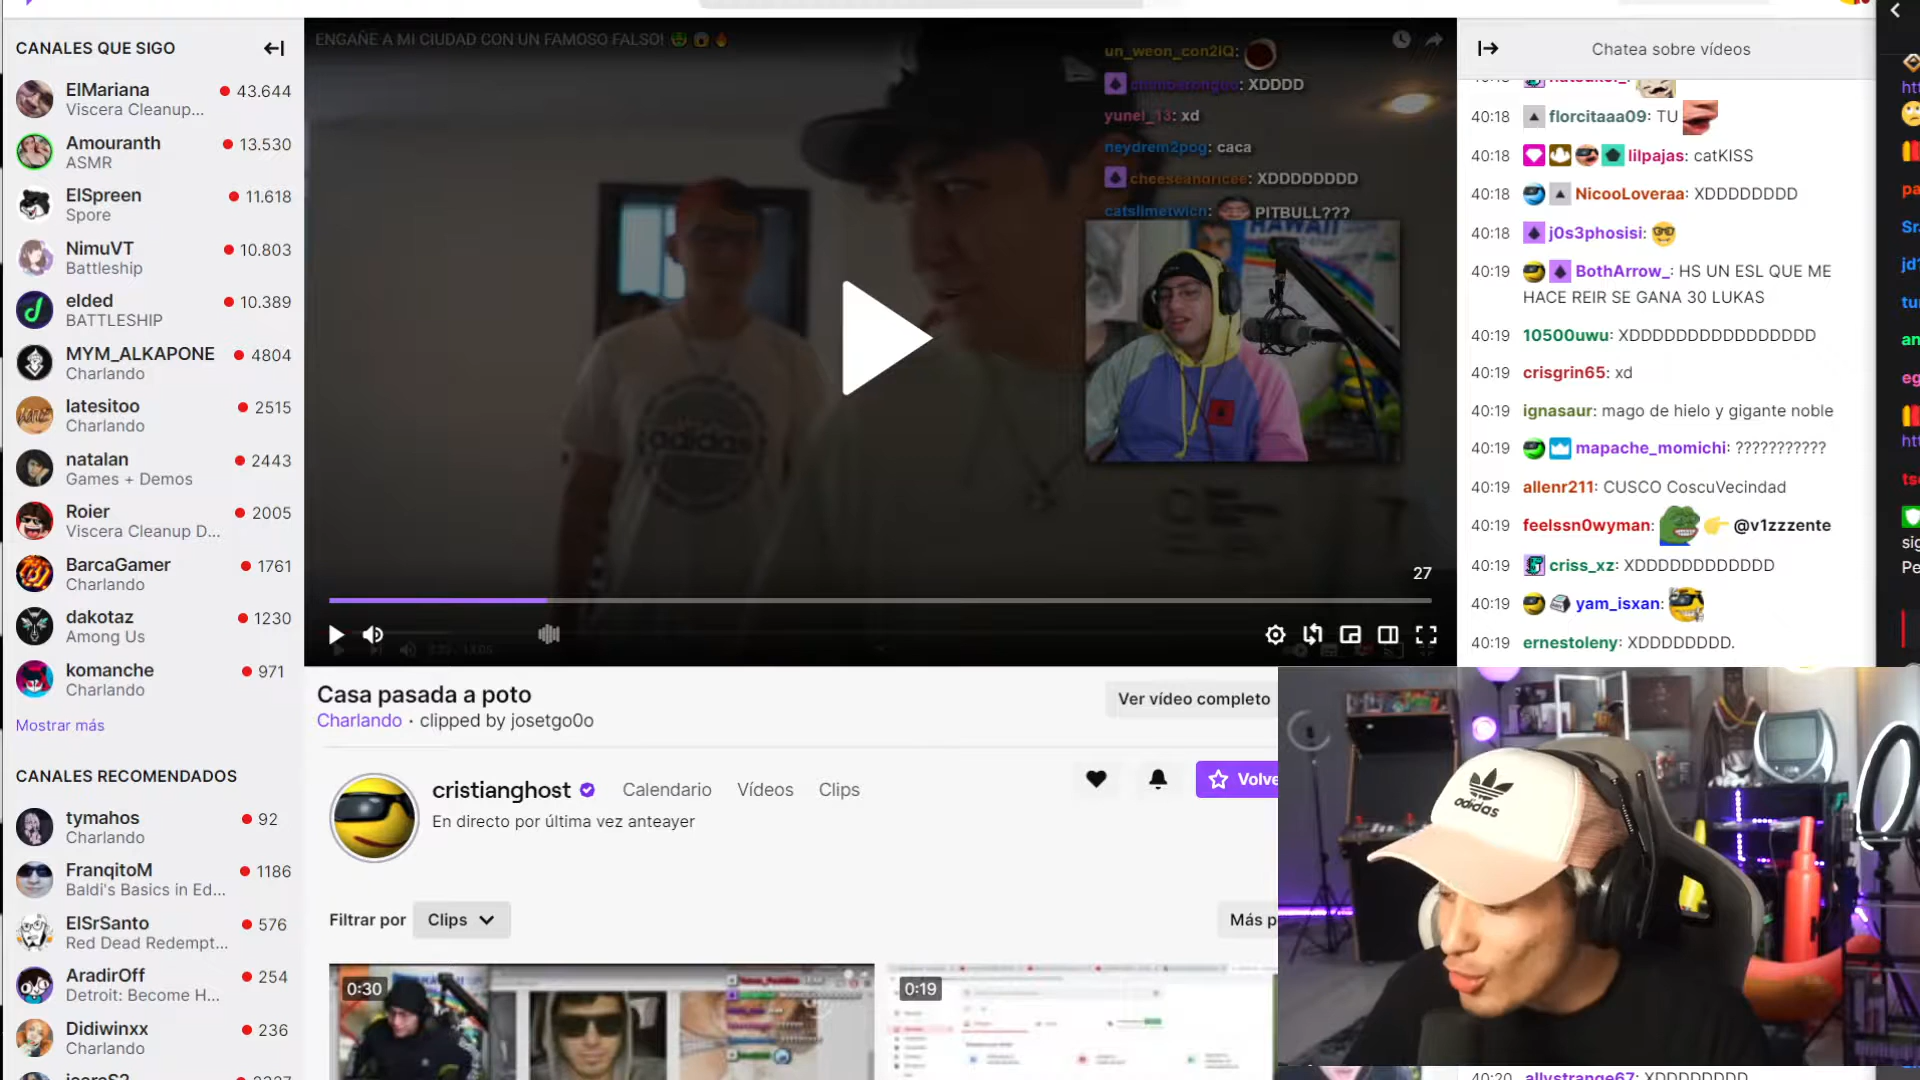 CANALES QUE SIGO
ElMariana 43.644
Viscera Cleanup...
Amouranth 13.530
ASMR
ElSpreen 11.618
Spore
NimuVT 10.803
Battleship
elded 10.389
BATTLESHIP
MYM_ALKAPONE 4804
Charlando
latesitoo 2515
Charlando
natalan 2443
Games + Demos
Roier 2005
Viscera Cleanup D...
BarcaGamer 1761
Charlando
dakotaz 1230
Among Us
komanche 971
Charlando
Mostrar más
CANALES RECOMENDADOS
tymahos 92
Charlando
FranqitoM 1186
Baldi's Basics in Ed...
ElSrSanto 576
Red Dead Redempt...
AradirOff 254
Detroit: Become H...
Didiwinxx 236
Charlando
ENGAÑE A MI CIUDAD CON UN FAMOSO FALSO!
un_weon_con2IQ:
XDDDD
yunei_13: xd
neydrem2pog: caca
cheeseandricee: XDDDDDDDD
catslimetwicn: PITBULL???
HAWAII
adidas
27
Casa pasada a poto
Charlando · clipped by josetgo0o
Ver vídeo completo
cristianghost Calendario Vídeos Clips
En directo por última vez anteayer
Volve
Filtrar por Clips
Más p
0:30
0:19
Chatea sobre vídeos
40:18 florcitaaa09: TU
40:18 lilpajas: catKISS
40:18 NicooLoveraa: XDDDDDDDD
40:18 j0s3phosisi:
40:19 BothArrow_: HS UN ESL QUE ME
HACE REIR SE GANA 30 LUKAS
40:19 10500uwu: XDDDDDDDDDDDDDDDD
40:19 crisgrin65: xd
40:19 ignasaur: mago de hielo y gigante noble
40:19 mapache_momichi: ???????????
40:19 allenr211: CUSCO CoscuVecindad
40:19 feelssn0wyman: @v1zzzente
40:19 criss_xz: XDDDDDDDDDDDD
40:19 yam_isxan:
40:19 ernestoleny: XDDDDDDDD.
adidas
40:20 allystrange67: XDDDDDDDD